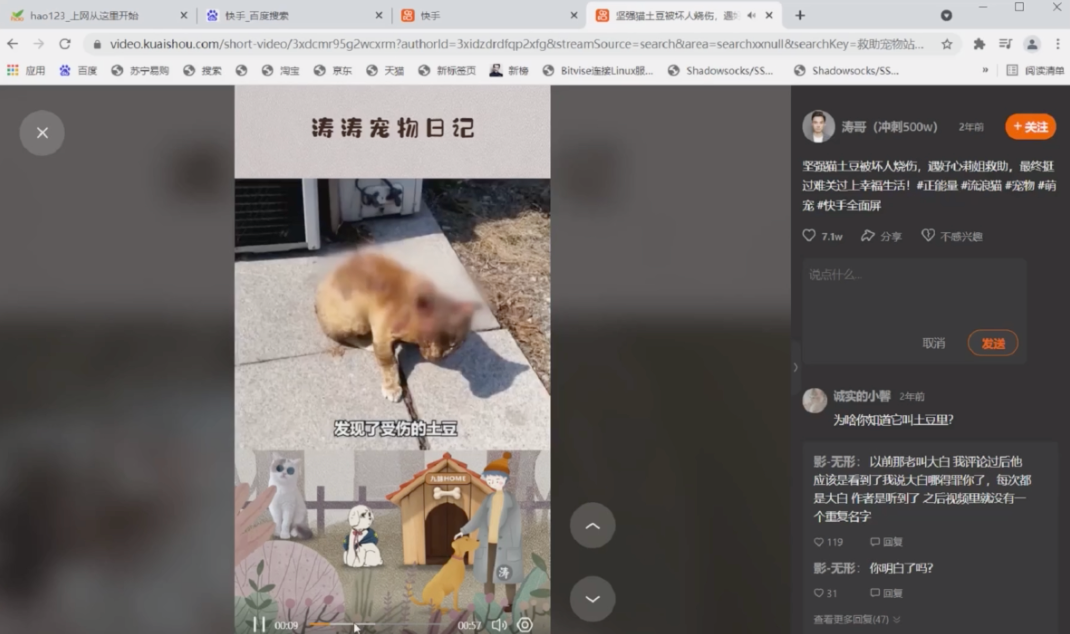 hao123_上网从这里开始
快手_百度搜索
快手
坚强猫土豆被坏人烧伤，遇
video.kuaishou.com/short-video/3xdcmr95g2wcxrm?authorId=3xidzdrdfqp2xfg&streamSource=search&area=searchxxnull&searchKey=救助宠物站...
应用
百度
苏宁易购
搜索
淘宝
京东
天猫
新标签页
新榜
Bitvise连接Linux服...
Shadowsocks/SS...
Shadowsocks/SS...
»
阅读清单
涛涛宠物日记
发现了受伤的土豆
九妹HOME
涛
00:09
00:57
涛哥（冲刺500w）
2年前
+关注
坚强猫土豆被坏人烧伤，遇好心莉姐救助，最终挺
过难关过上幸福生活！#正能量 #流浪猫 #宠物 #萌
宠 #快手全面屏
7.1w
分享
不感兴趣
说点什么...
取消
发送
诚实的小馨 2年前
为啥你知道它叫土豆里？
影-无形： 以前那者叫大白 我评论过后他
应该是看到了我说大白哪得罪你了，每次都
是大白 作者是听到了 之后视频里就没有一
个重复名字
119
回复
影-无形： 你明白了吗？
31
回复
查看更多回复(47)